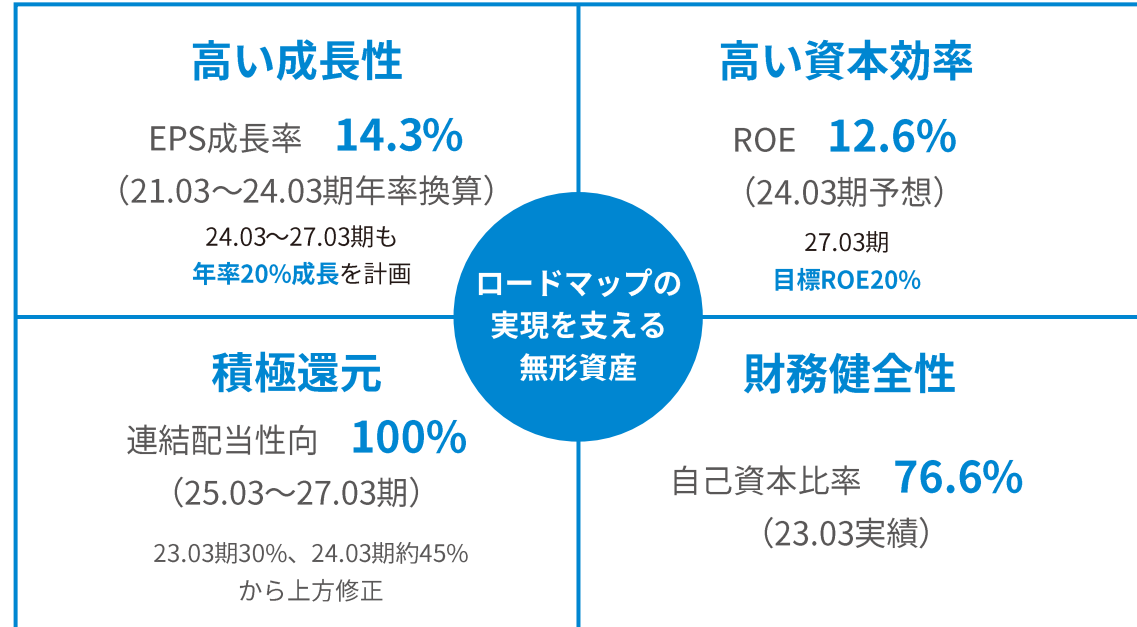 高い成長性
EPS成長率 14.3%
（21.03～24.03期年率換算）
24.03～27.03期も
年率20%成長を計画
高い資本効率
ROE 12.6%
（24.03期予想）
27.03期
目標ROE20%
ロードマップの
実現を支える
無形資産
積極還元
連結配当性向 100%
（25.03～27.03期）
23.03期30%、24.03期約45%
から上方修正
財務健全性
自己資本比率 76.6%
（23.03実績）